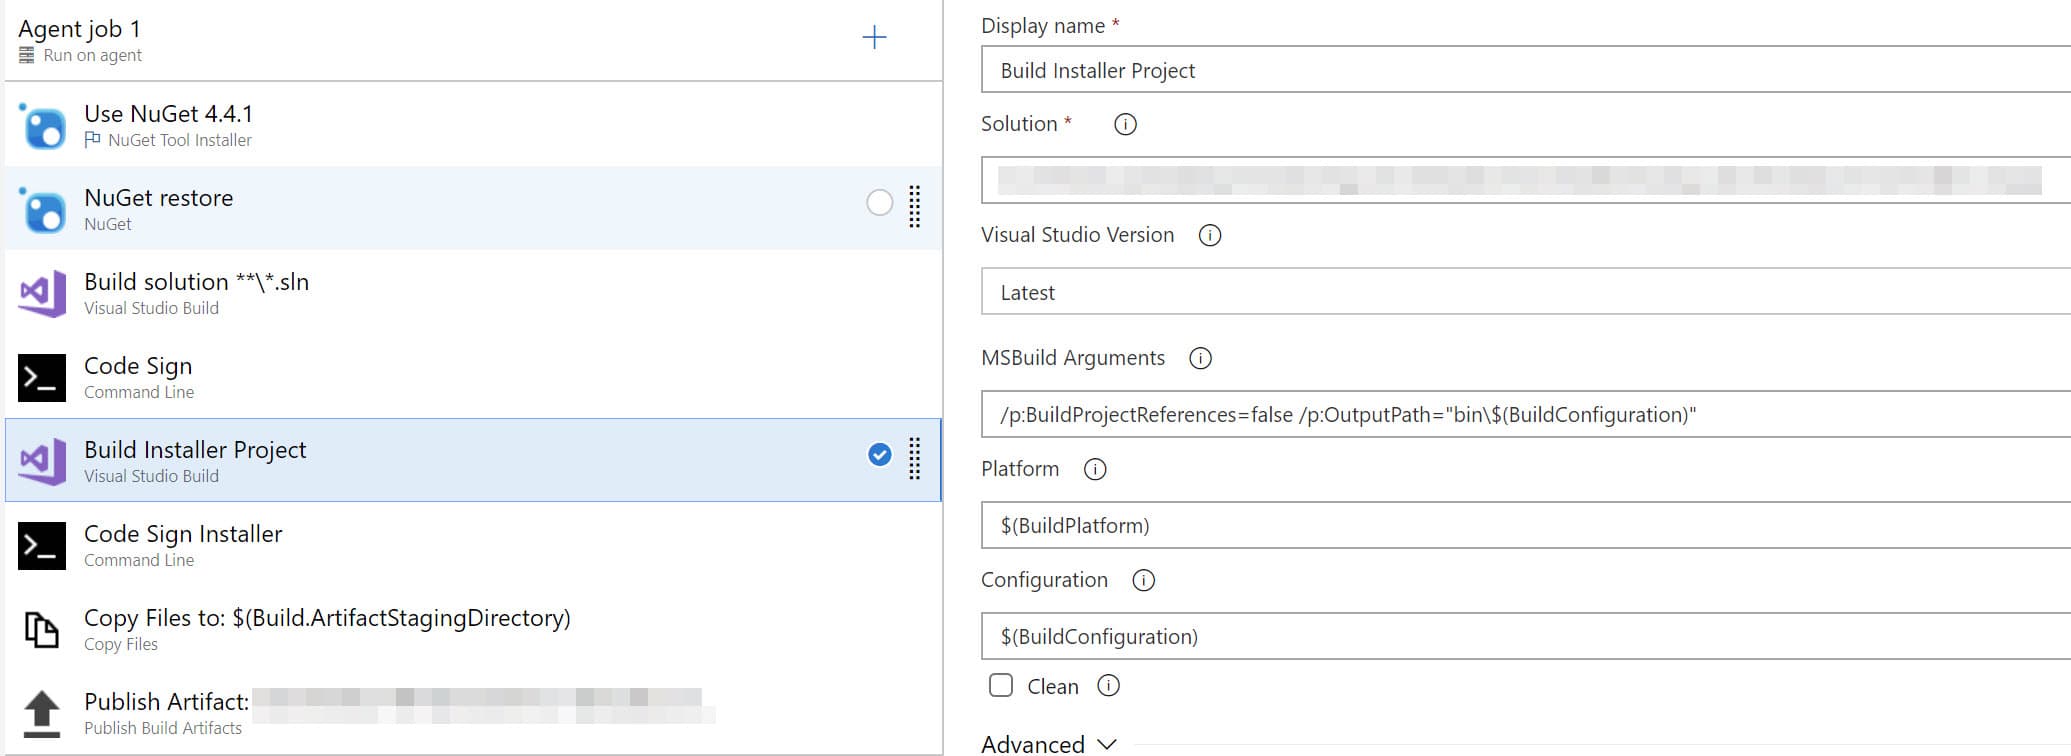 Agent job 1
Run on agent
Use NuGet 4.4.1
NuGet Tool Installer
NuGet restore
NuGet
Build solution **\*.sln
Visual Studio Build
Code Sign
Command Line
Build Installer Project
Visual Studio Build
Code Sign Installer
Command Line
Copy Files to: $(Build.ArtifactStagingDirectory)
Copy Files
Publish Artifact:
Publish Build Artifacts
Display name *
Build Installer Project
Solution *
Visual Studio Version
Latest
MSBuild Arguments
/p:BuildProjectReferences=false /p:OutputPath="bin\$(BuildConfiguration)"
Platform
$(BuildPlatform)
Configuration
$(BuildConfiguration)
Clean
Advanced